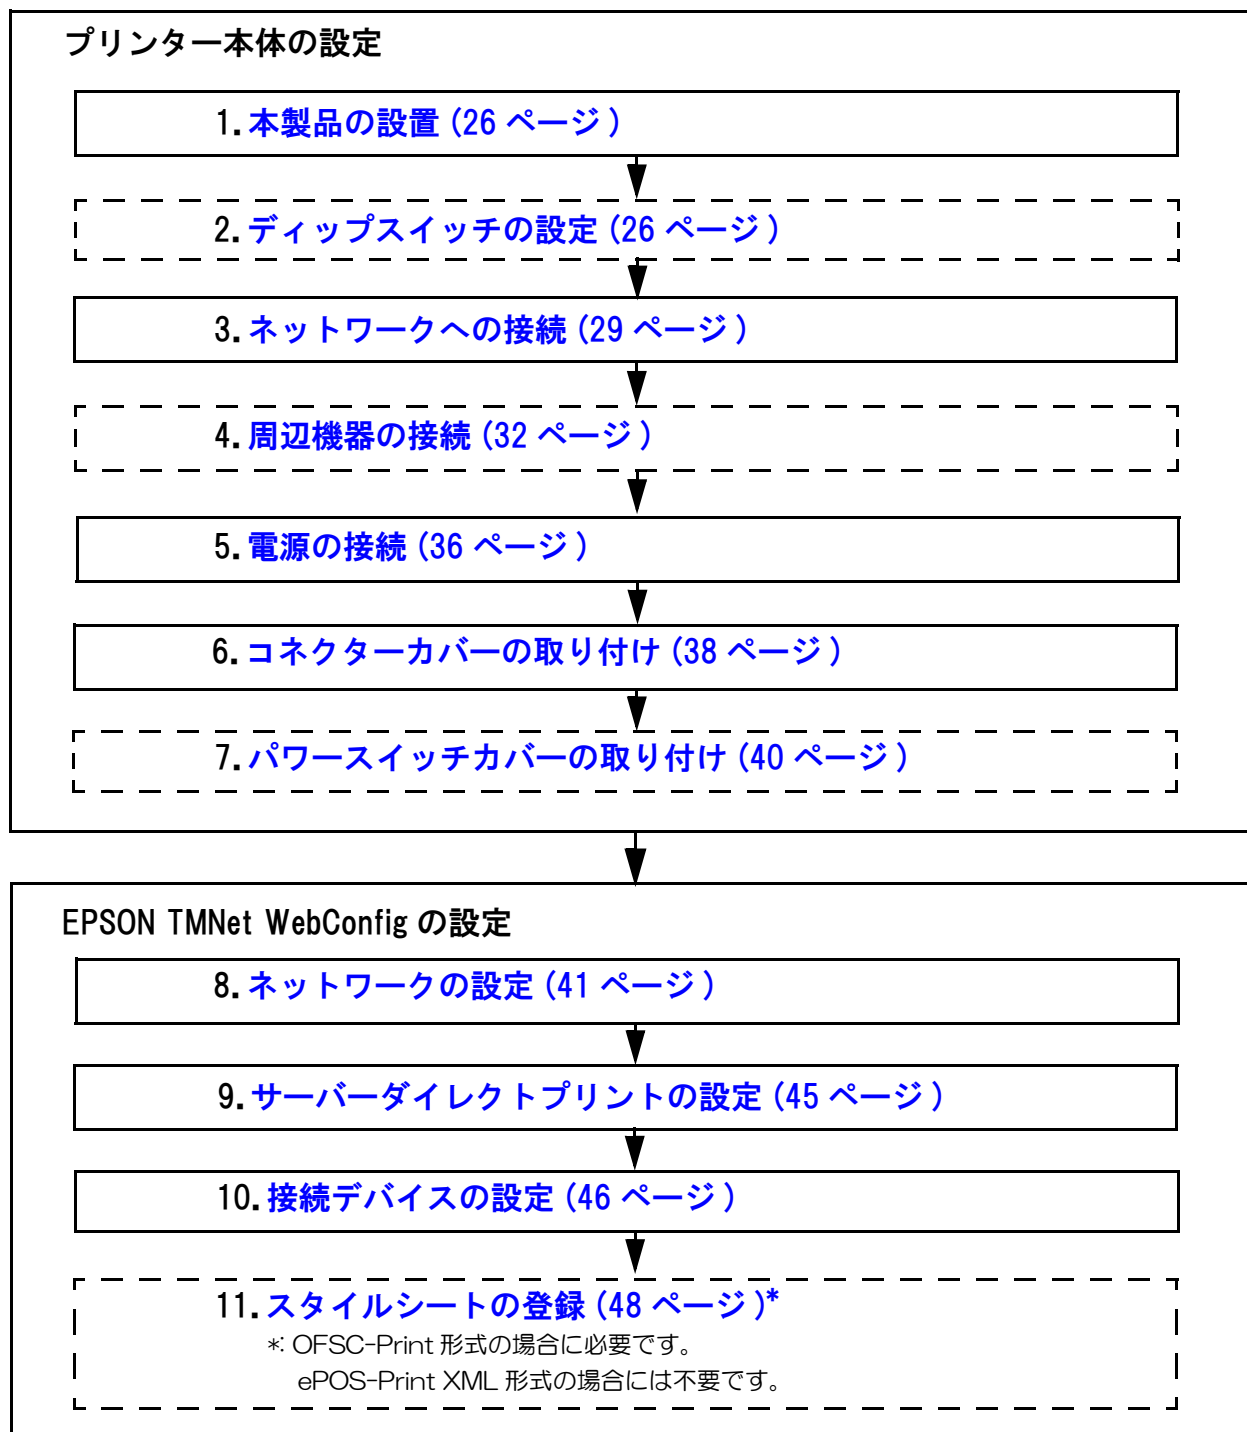 プリンター本体の設定
1. 本製品の設置 (26 ページ )
2. ディップスイッチの設定 (26 ページ )
3. ネットワークへの接続 (29 ページ )
4. 周辺機器の接続 (32 ページ )
5. 電源の接続 (36 ページ )
6. コネクターカバーの取り付け (38 ページ )
7. パワースイッチカバーの取り付け (40 ページ )
EPSON TMNet WebConfig の設定
8. ネットワークの設定 (41 ページ )
9. サーバーダイレクトプリントの設定 (45 ページ )
10. 接続デバイスの設定 (46 ページ )
11. スタイルシートの登録 (48 ページ )*
*: OFSC-Print 形式の場合に必要です。
ePOS-Print XML 形式の場合には不要です。